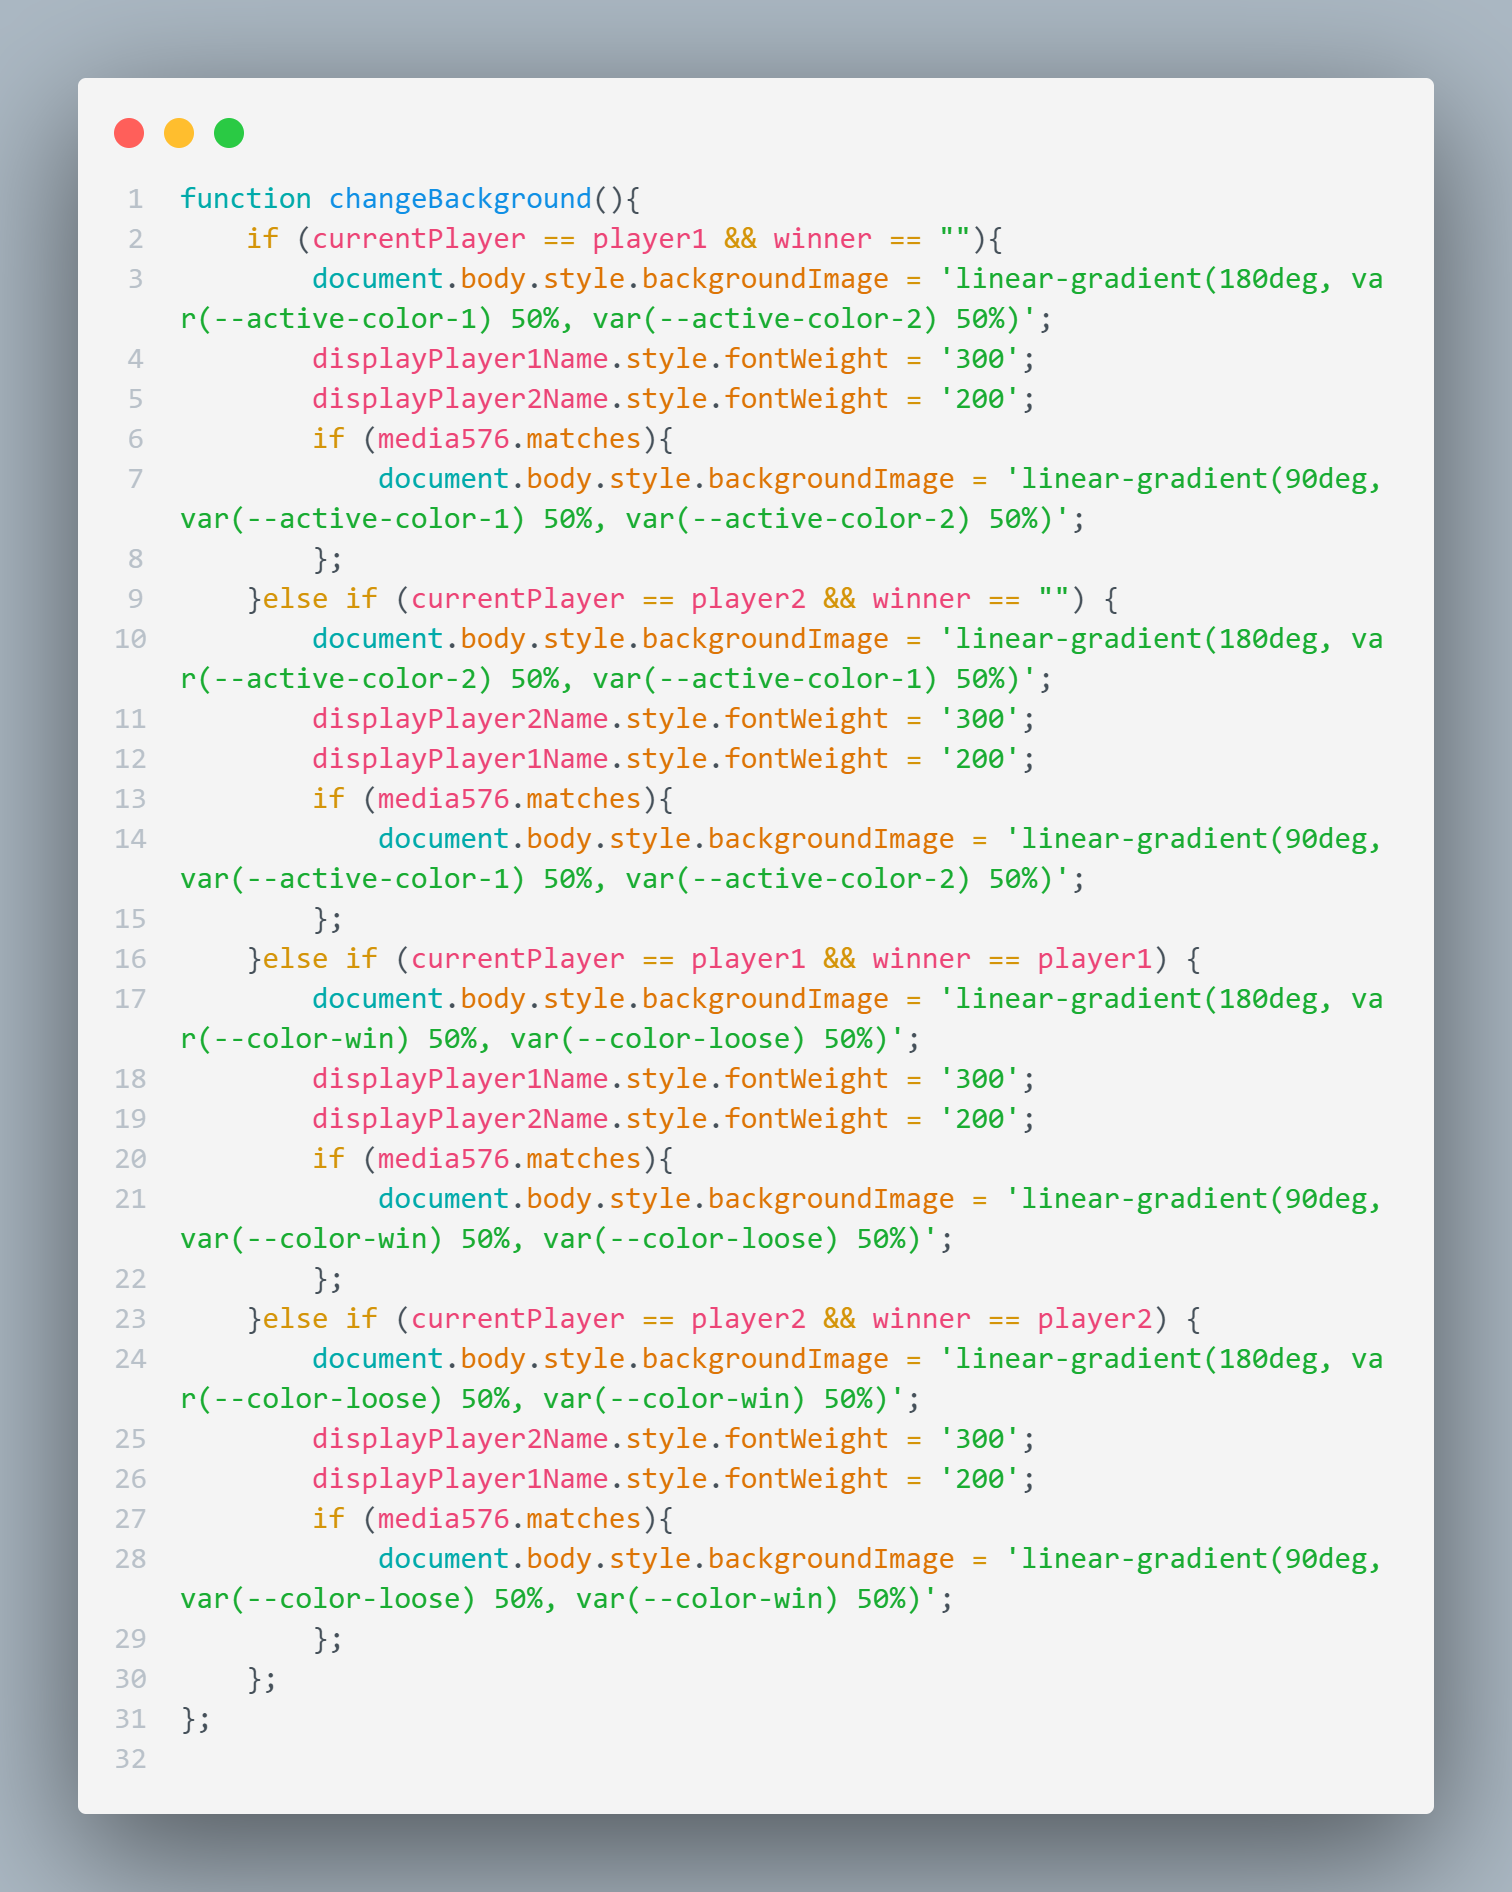 1 function changeBackground(){
2 if (currentPlayer == player1 && winner == ""){
3 document.body.style.backgroundImage = 'linear-gradient(180deg, va
r(--active-color-1) 50%, var(--active-color-2) 50%)';
4 displayPlayer1Name.style.fontWeight = '300';
5 displayPlayer2Name.style.fontWeight = '200';
6 if (media576.matches){
7 document.body.style.backgroundImage = 'linear-gradient(90deg,
var(--active-color-1) 50%, var(--active-color-2) 50%)';
8 };
9 }else if (currentPlayer == player2 && winner == "") {
10 document.body.style.backgroundImage = 'linear-gradient(180deg, va
r(--active-color-2) 50%, var(--active-color-1) 50%)';
11 displayPlayer2Name.style.fontWeight = '300';
12 displayPlayer1Name.style.fontWeight = '200';
13 if (media576.matches){
14 document.body.style.backgroundImage = 'linear-gradient(90deg,
var(--active-color-1) 50%, var(--active-color-2) 50%)';
15 };
16 }else if (currentPlayer == player1 && winner == player1) {
17 document.body.style.backgroundImage = 'linear-gradient(180deg, va
r(--color-win) 50%, var(--color-loose) 50%)';
18 displayPlayer1Name.style.fontWeight = '300';
19 displayPlayer2Name.style.fontWeight = '200';
20 if (media576.matches){
21 document.body.style.backgroundImage = 'linear-gradient(90deg,
var(--color-win) 50%, var(--color-loose) 50%)';
22 };
23 }else if (currentPlayer == player2 && winner == player2) {
24 document.body.style.backgroundImage = 'linear-gradient(180deg, va
r(--color-loose) 50%, var(--color-win) 50%)';
25 displayPlayer2Name.style.fontWeight = '300';
26 displayPlayer1Name.style.fontWeight = '200';
27 if (media576.matches){
28 document.body.style.backgroundImage = 'linear-gradient(90deg,
var(--color-loose) 50%, var(--color-win) 50%)';
29 };
30 };
31 };
32